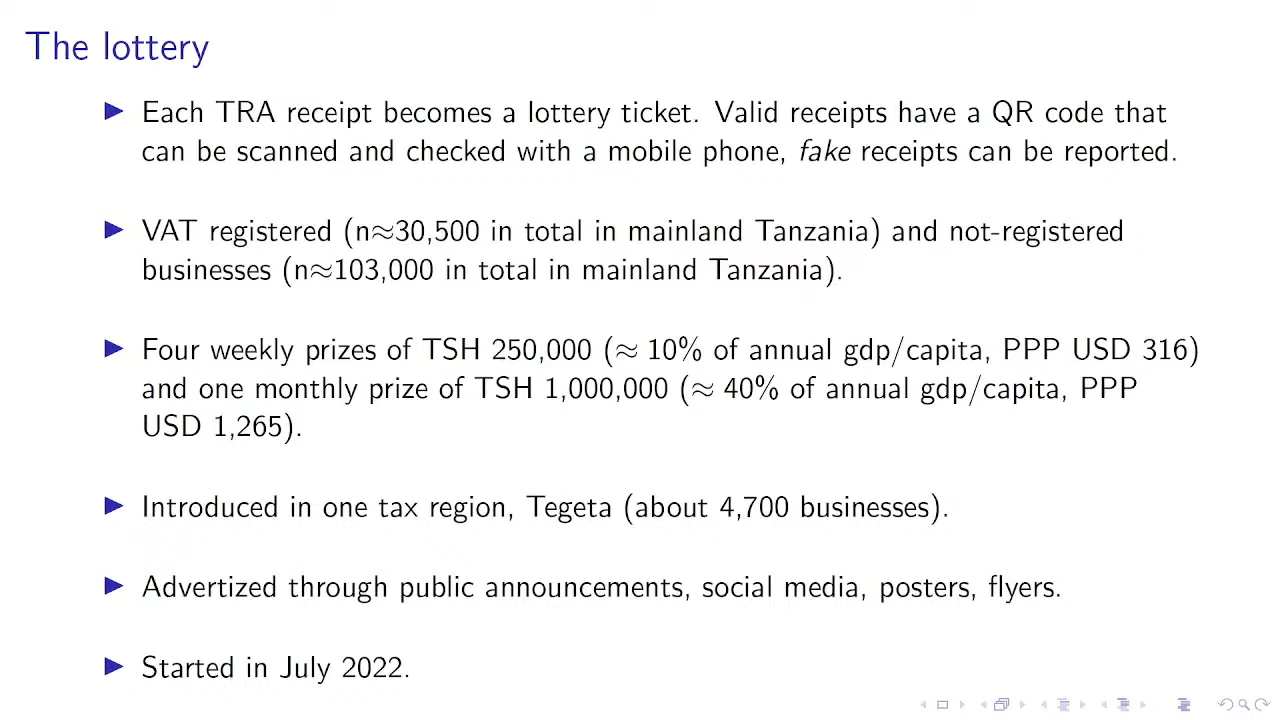 The lottery
Each TRA receipt becomes a lottery ticket. Valid receipts have a QR code that
can be scanned and checked with a mobile phone, fake receipts can be reported.
VAT registered (n≈30,500 in total in mainland Tanzania) and not-registered
businesses (n≈103,000 in total in mainland Tanzania).
Four weekly prizes of TSH 250,000 (≈ 10% of annual gdp/capita, PPP USD 316)
and one monthly prize of TSH 1,000,000 (≈ 40% of annual gdp/capita, PPP
USD 1,265).
Introduced in one tax region, Tegeta (about 4,700 businesses).
Advertized through public announcements, social media, posters, flyers.
Started in July 2022.